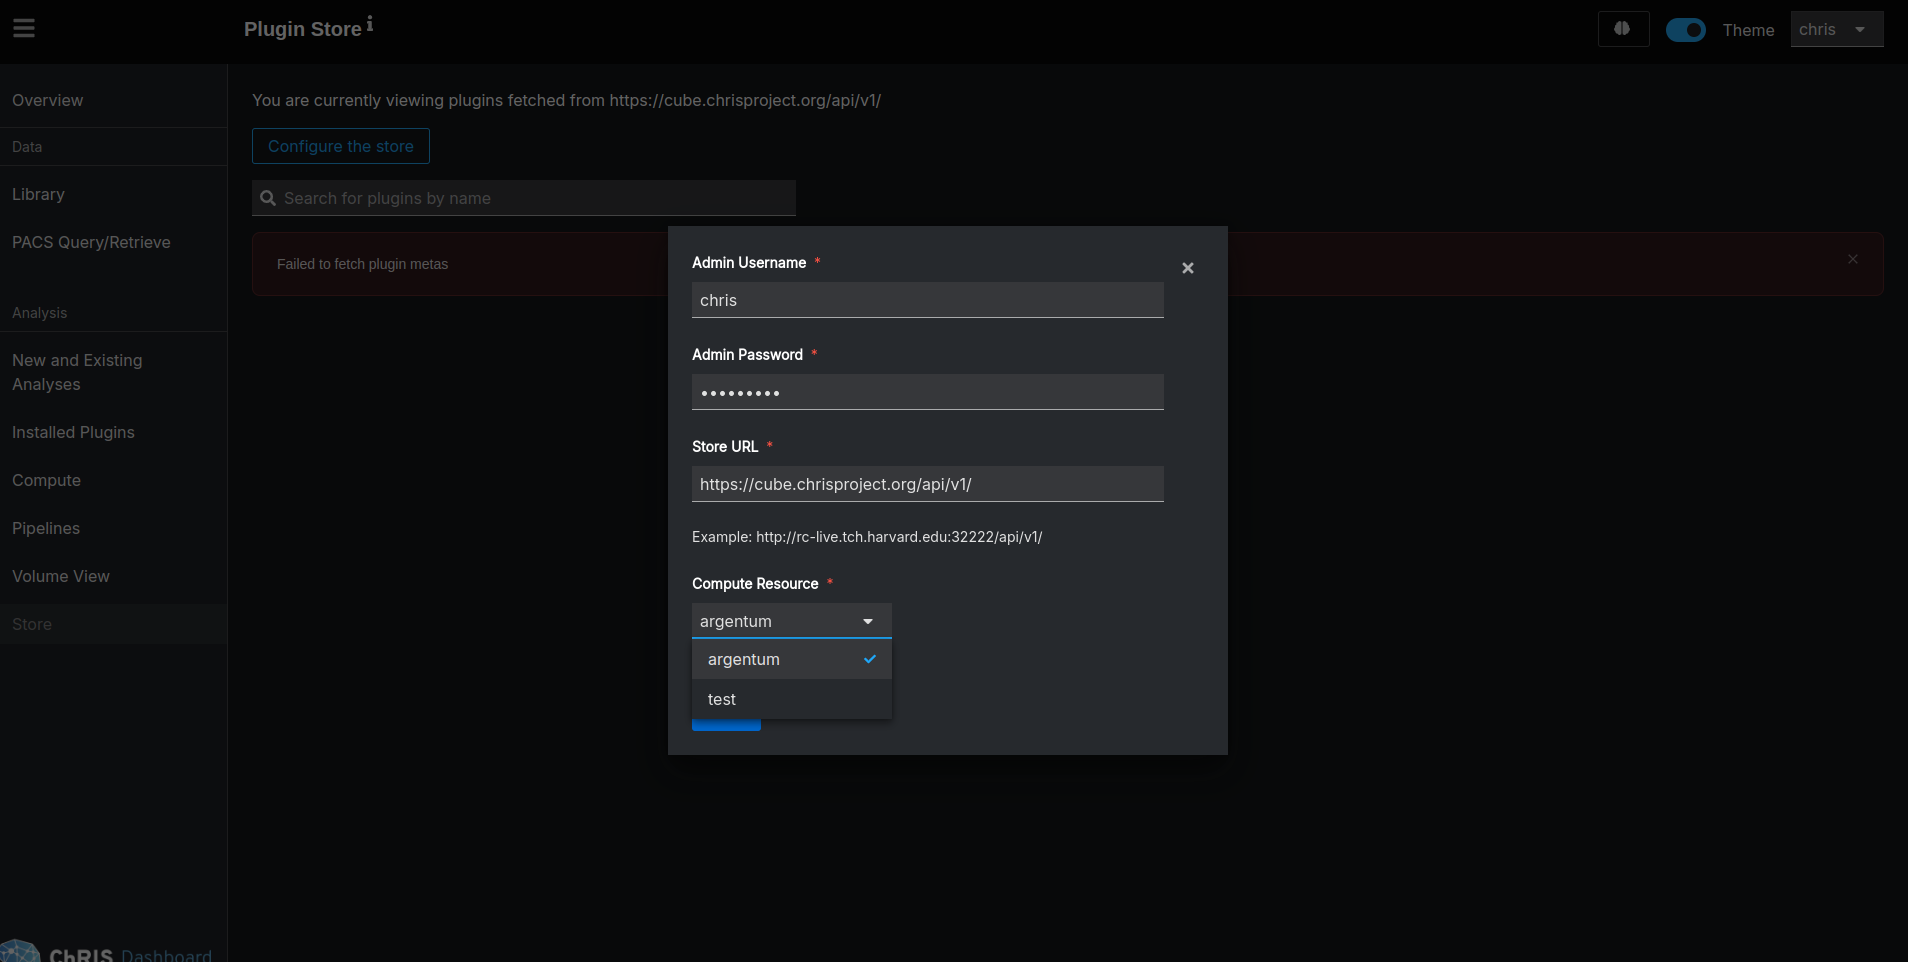 Plugin Store
Theme
chris
Overview
Data
Library
PACS Query/Retrieve
Analysis
New and Existing
Analyses
Installed Plugins
Compute
Pipelines
Volume View
Store
ChRIS Dashboard
You are currently viewing plugins fetched from https://cube.chrisproject.org/api/v1/
Configure the store
Search for plugins by name
Failed to fetch plugin metas
Admin Username *
chris
Admin Password *
•••••••••
Store URL *
https://cube.chrisproject.org/api/v1/
Example: http://rc-live.tch.harvard.edu:32222/api/v1/
Compute Resource *
argentum
argentum
test